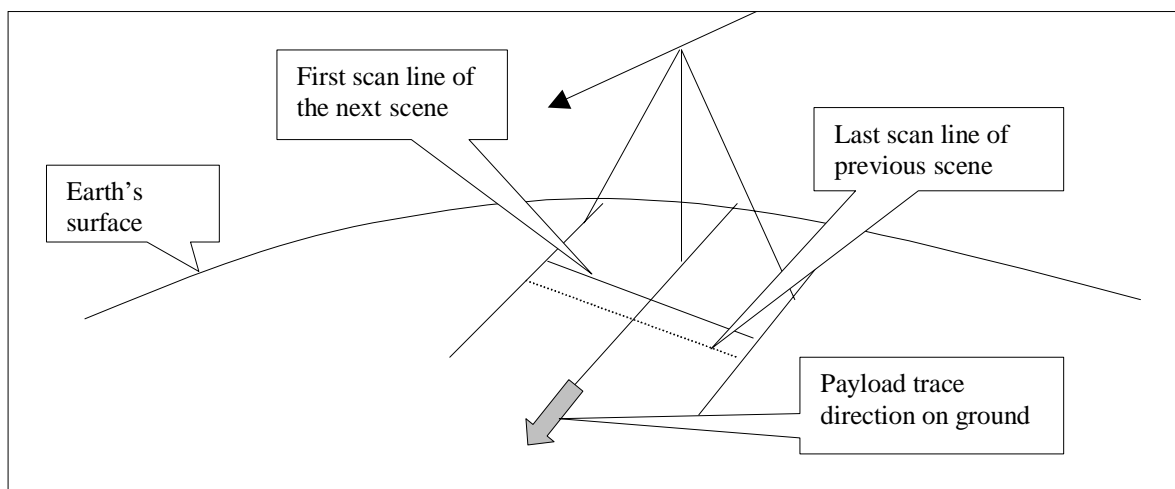 First scan line of
the next scene
Last scan line of
previous scene
Earth's
surface
Payload trace
direction on ground